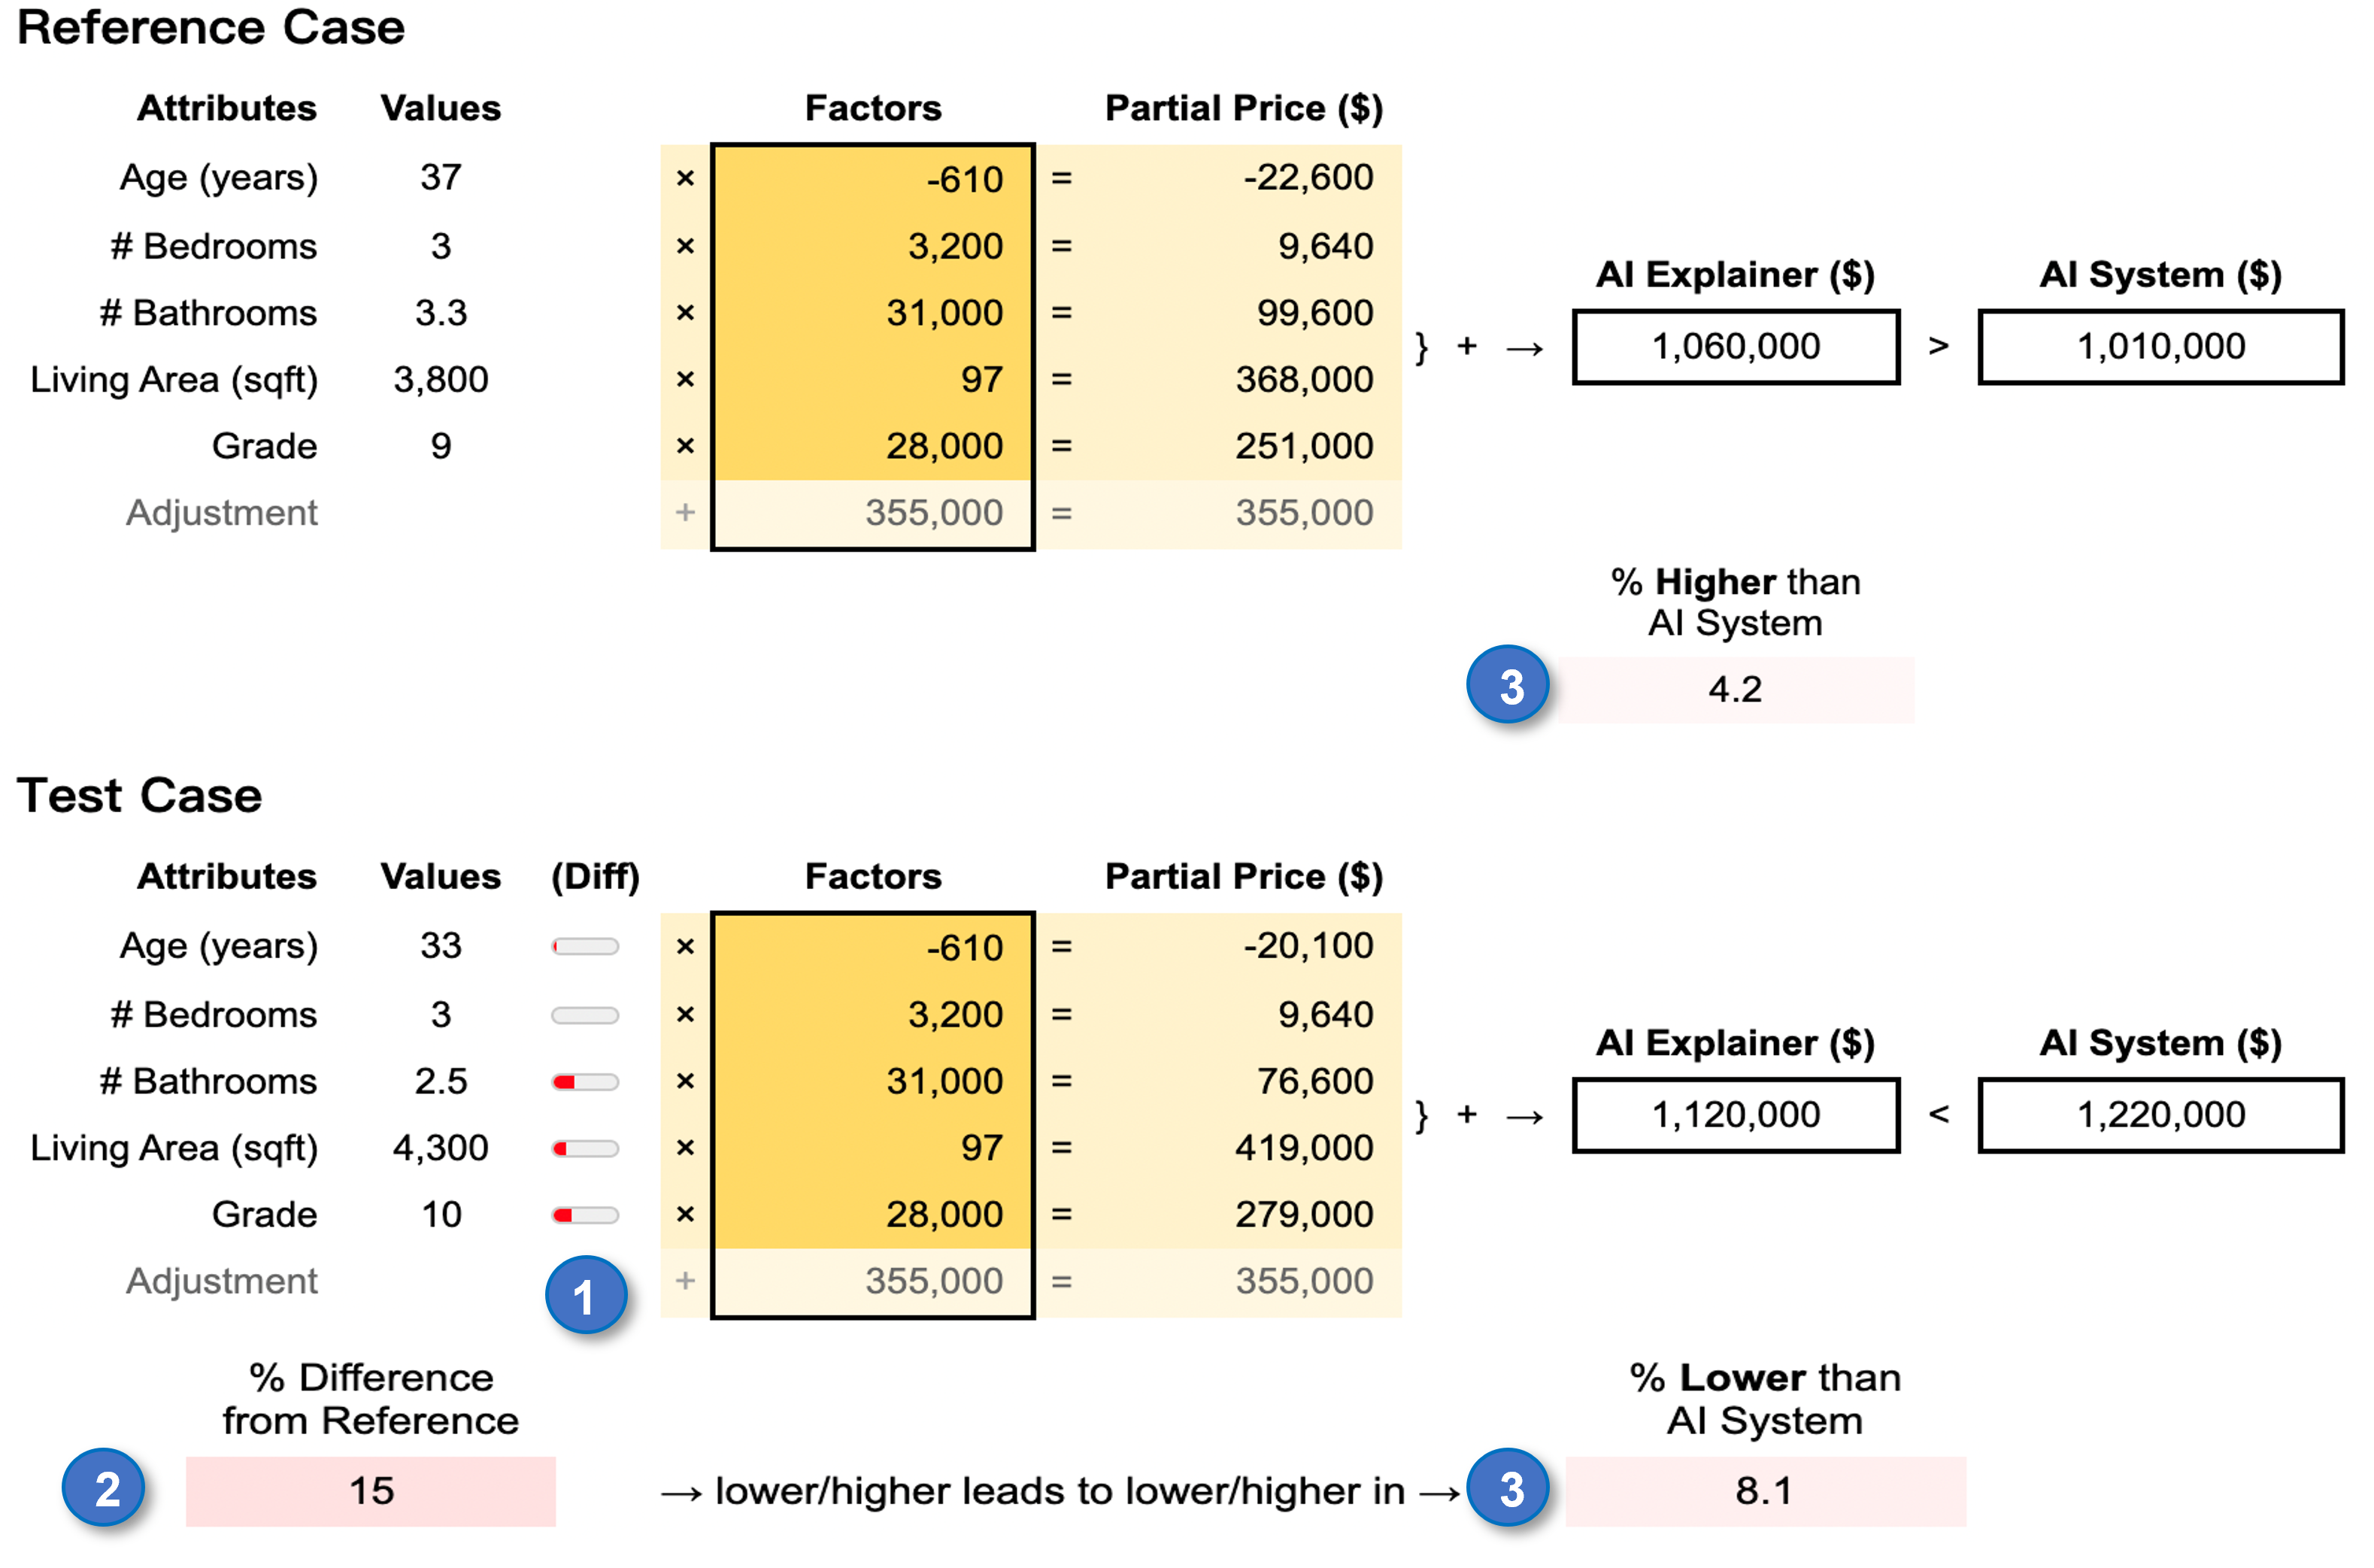 Reference Case
Attributes Values Factors Partial Price ($)
Age (years) 37 × -610 = -22,600
# Bedrooms 3 × 3,200 = 9,640
# Bathrooms 3.3 × 31,000 = 99,600
Living Area (sqft) 3,800 × 97 = 368,000
Grade 9 × 28,000 = 251,000
Adjustment + 355,000 = 355,000
AI Explainer ($) AI System ($)
} + → 1,060,000 > 1,010,000
% Higher than
AI System
3 4.2
Test Case
Attributes Values (Diff) Factors Partial Price ($)
Age (years) 33 × -610 = -20,100
# Bedrooms 3 × 3,200 = 9,640
# Bathrooms 2.5 × 31,000 = 76,600
Living Area (sqft) 4,300 × 97 = 419,000
Grade 10 × 28,000 = 279,000
Adjustment + 355,000 = 355,000
1
AI Explainer ($) AI System ($)
} + → 1,120,000 < 1,220,000
% Difference
from Reference
2 15
→ lower/higher leads to lower/higher in →
% Lower than
AI System
3 8.1